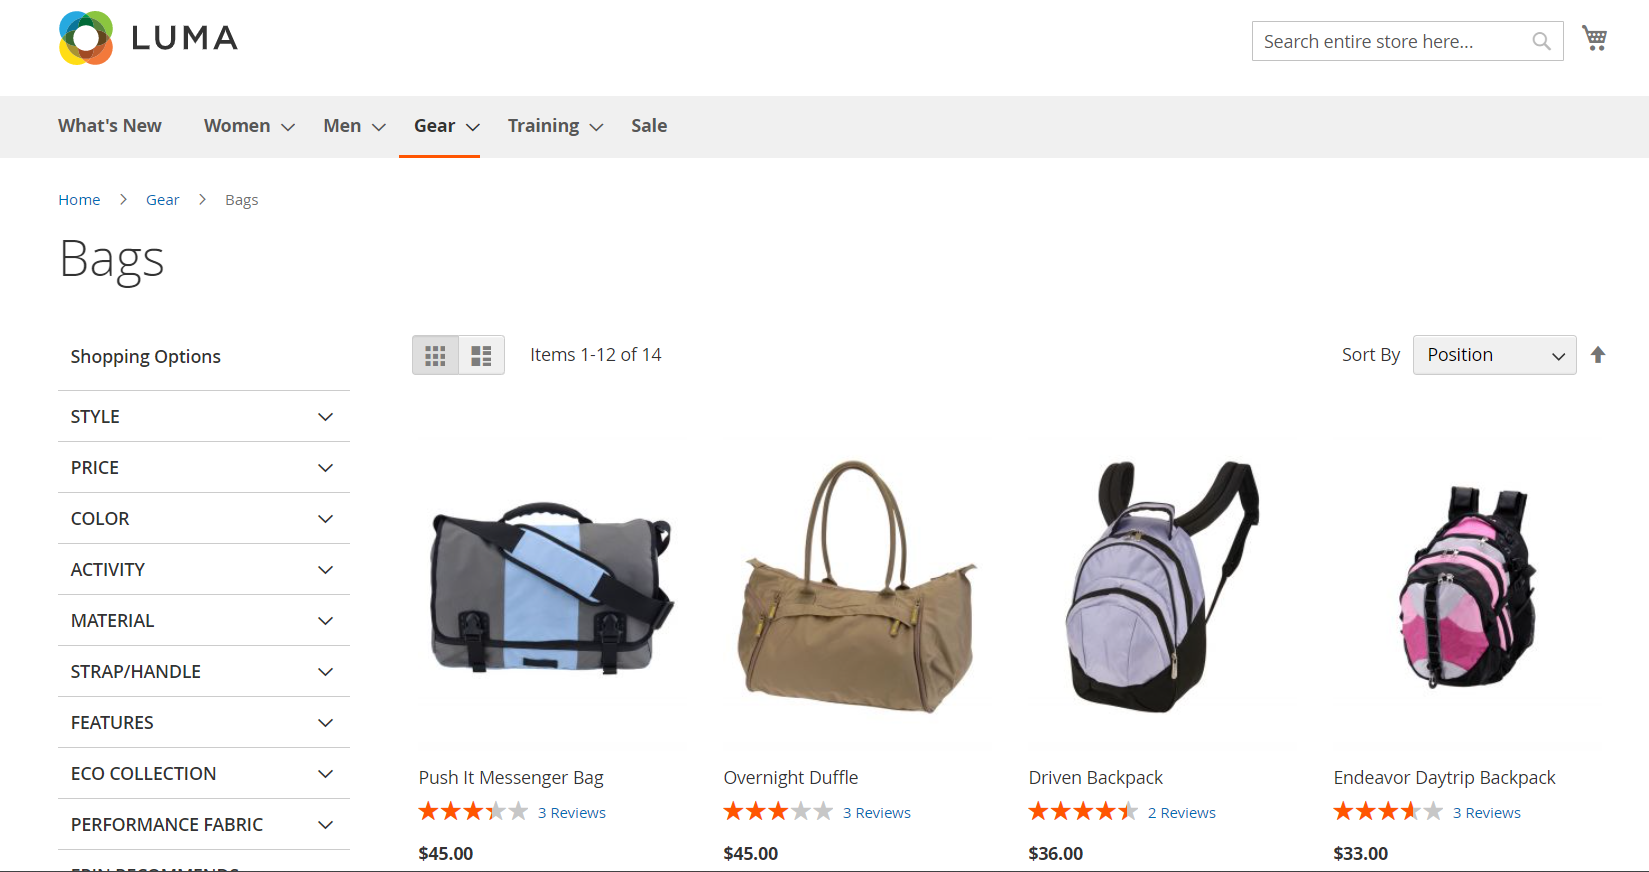 LUMA
Search entire store here...
What's New Women Men Gear Training Sale
Home Gear Bags
Bags
Shopping Options
Items 1-12 of 14
Sort By Position
STYLE
PRICE
COLOR
ACTIVITY
MATERIAL
STRAP/HANDLE
FEATURES
ECO COLLECTION
PERFORMANCE FABRIC
ERIN RECOMMENDS
Push It Messenger Bag
3 Reviews
$45.00
Overnight Duffle
3 Reviews
$45.00
Driven Backpack
2 Reviews
$36.00
Endeavor Daytrip Backpack
3 Reviews
$33.00